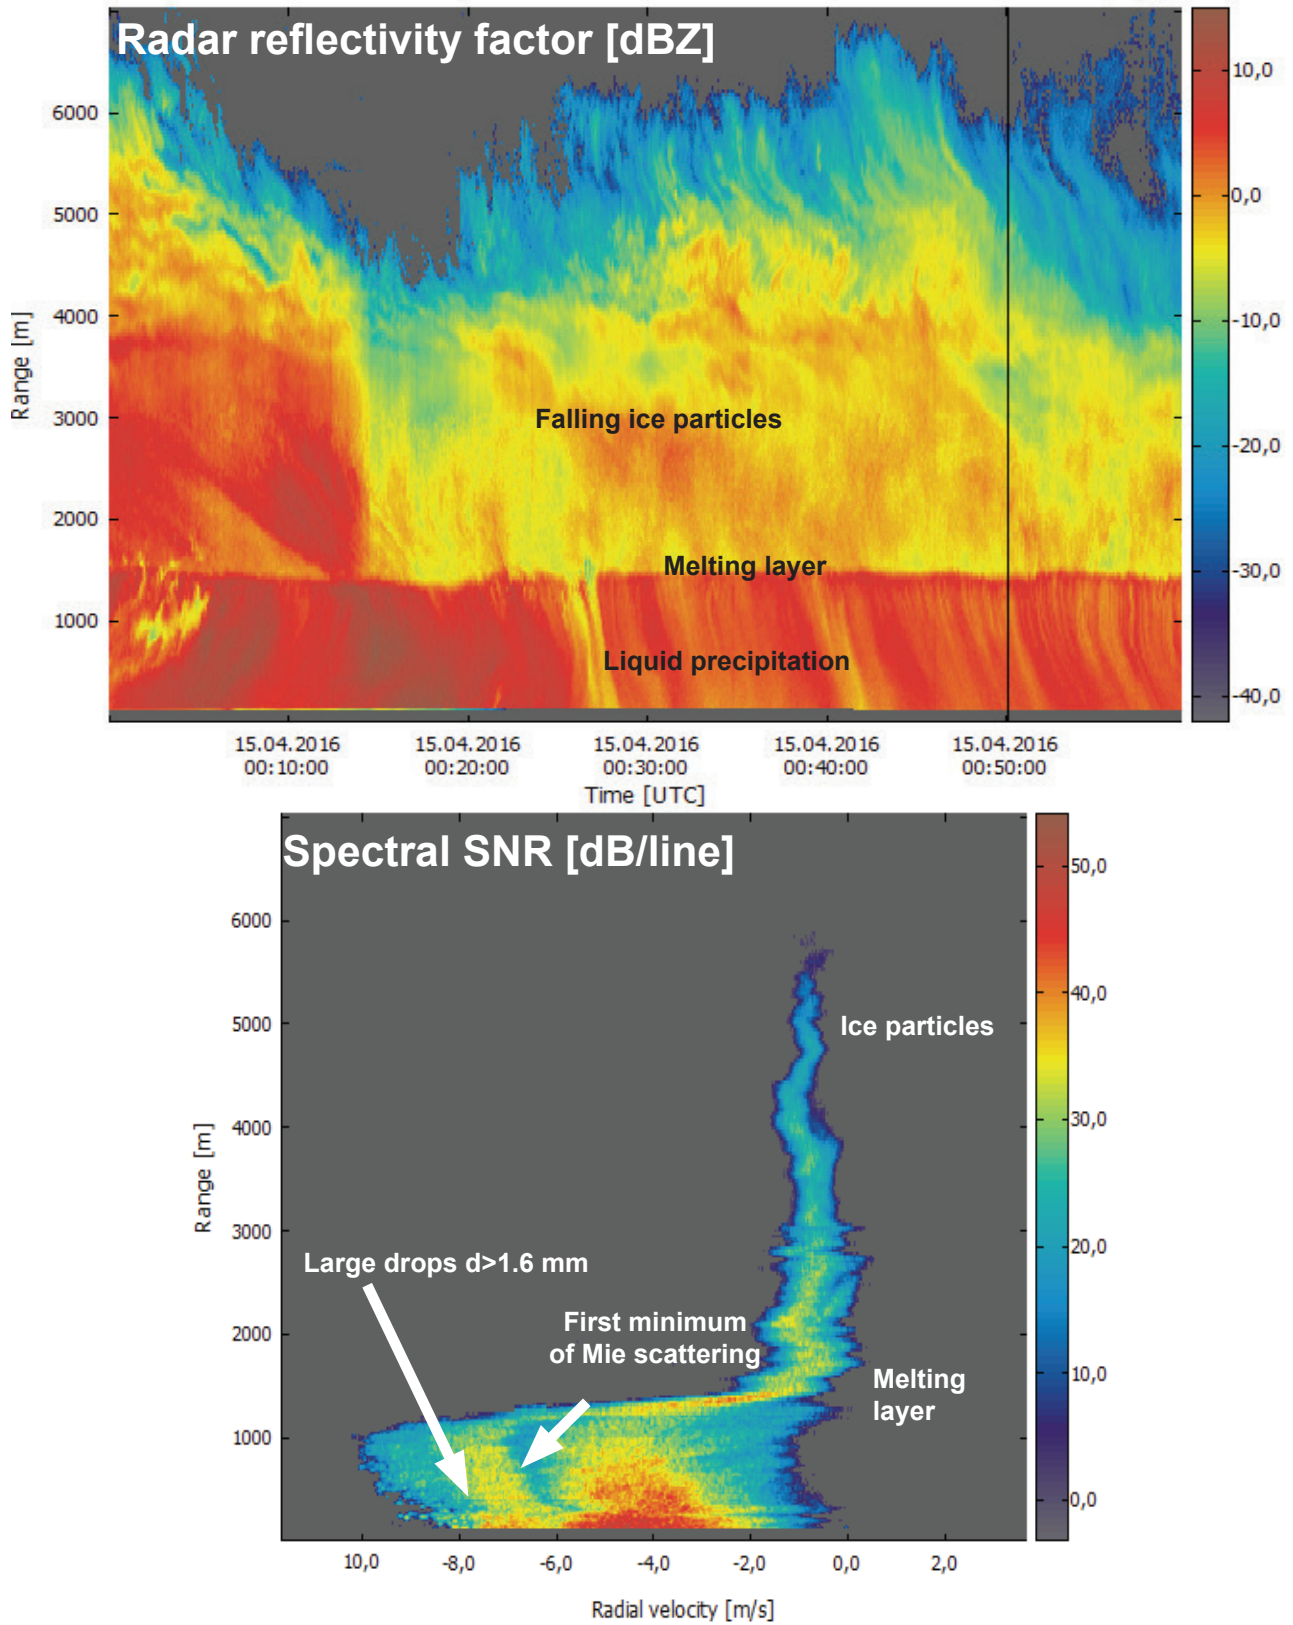 Radar reflectivity factor [dBZ]
6000
5000
4000
3000
2000
1000
Range [m]
Falling ice particles
Melting layer
Liquid precipitation
10,0
0,0
-10,0
-20,0
-30,0
-40,0
15.04.2016 15.04.2016 15.04.2016 15.04.2016 15.04.2016
00:10:00 00:20:00 00:30:00 00:40:00 00:50:00
Time [UTC]
Spectral SNR [dB/line]
6000
5000
4000
3000
2000
1000
Range [m]
Ice particles
Large drops d>1.6 mm
First minimum
of Mie scattering
Melting
layer
50,0
40,0
30,0
20,0
10,0
0,0
10,0 -8,0 -6,0 -4,0 -2,0 0,0 2,0
Radial velocity [m/s]